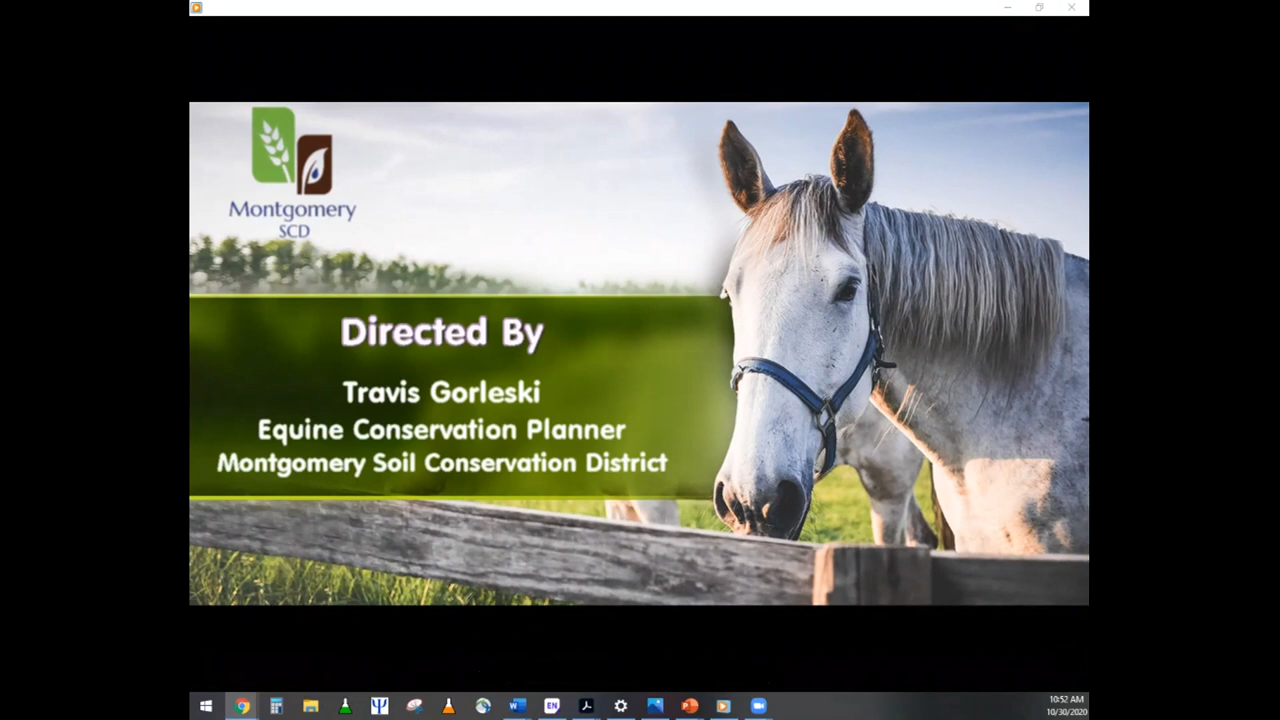 Montgomery
SCD
Directed By
Travis Gorleski
Equine Conservation Planner
Montgomery Soil Conservation District
EN
10:52 AM
10/30/2020